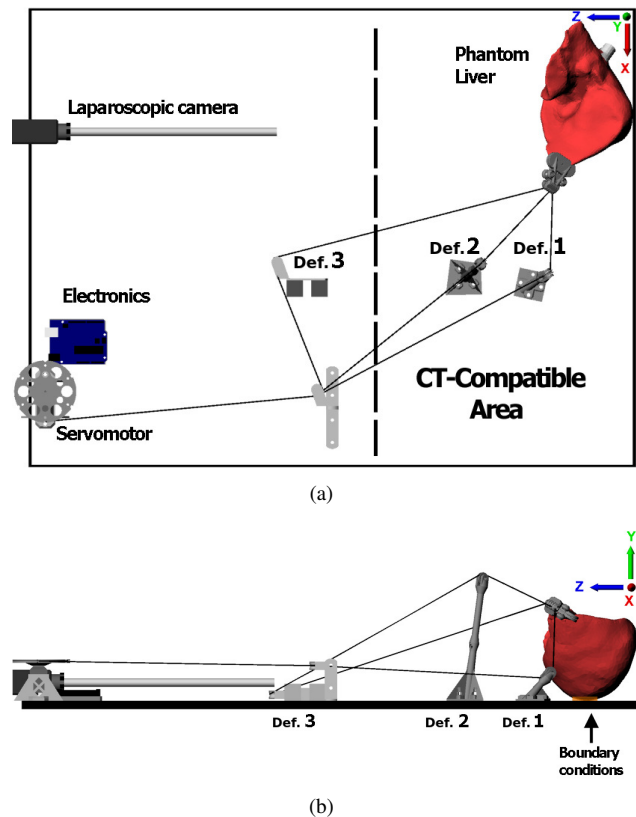 Z
Y
X
Phantom
Liver
Laparoscopic camera
Def. 3
Def. 2
Def. 1
Electronics
CT-Compatible
Area
Servomotor
(a)
Y
Z
X
Def. 3
Def. 2
Def. 1
Boundary
conditions
(b)